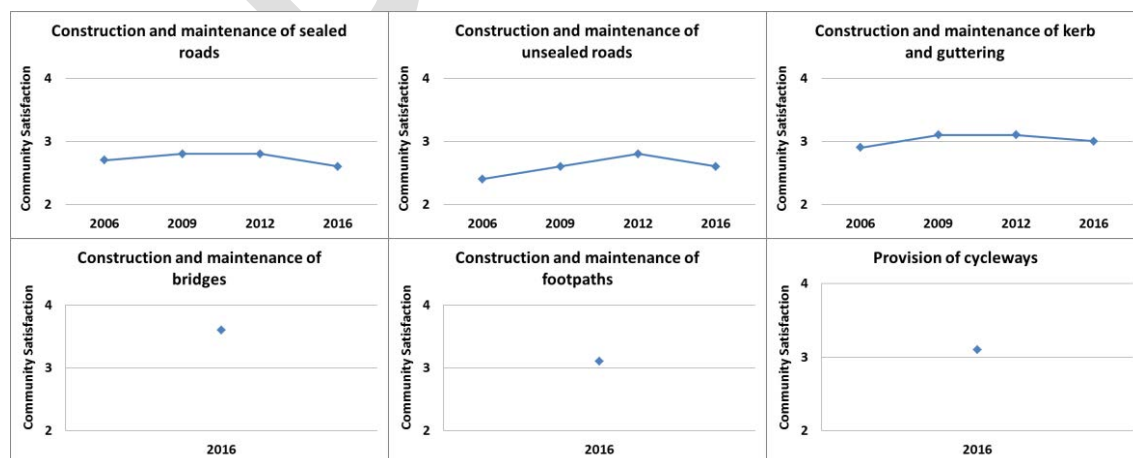 Construction and maintenance of sealed
roads
Community Satisfaction
4
3
2
2006 2009 2012 2016
Construction and maintenance of
unsealed roads
Community Satisfaction
4
3
2
2006 2009 2012 2016
Construction and maintenance of kerb
and guttering
Community Satisfaction
4
3
2
2006 2009 2012 2016
Construction and maintenance of
bridges
Community Satisfaction
4
3
2
2016
Construction and maintenance of
footpaths
Community Satisfaction
4
3
2
2016
Provision of cycleways
Community Satisfaction
4
3
2
2016